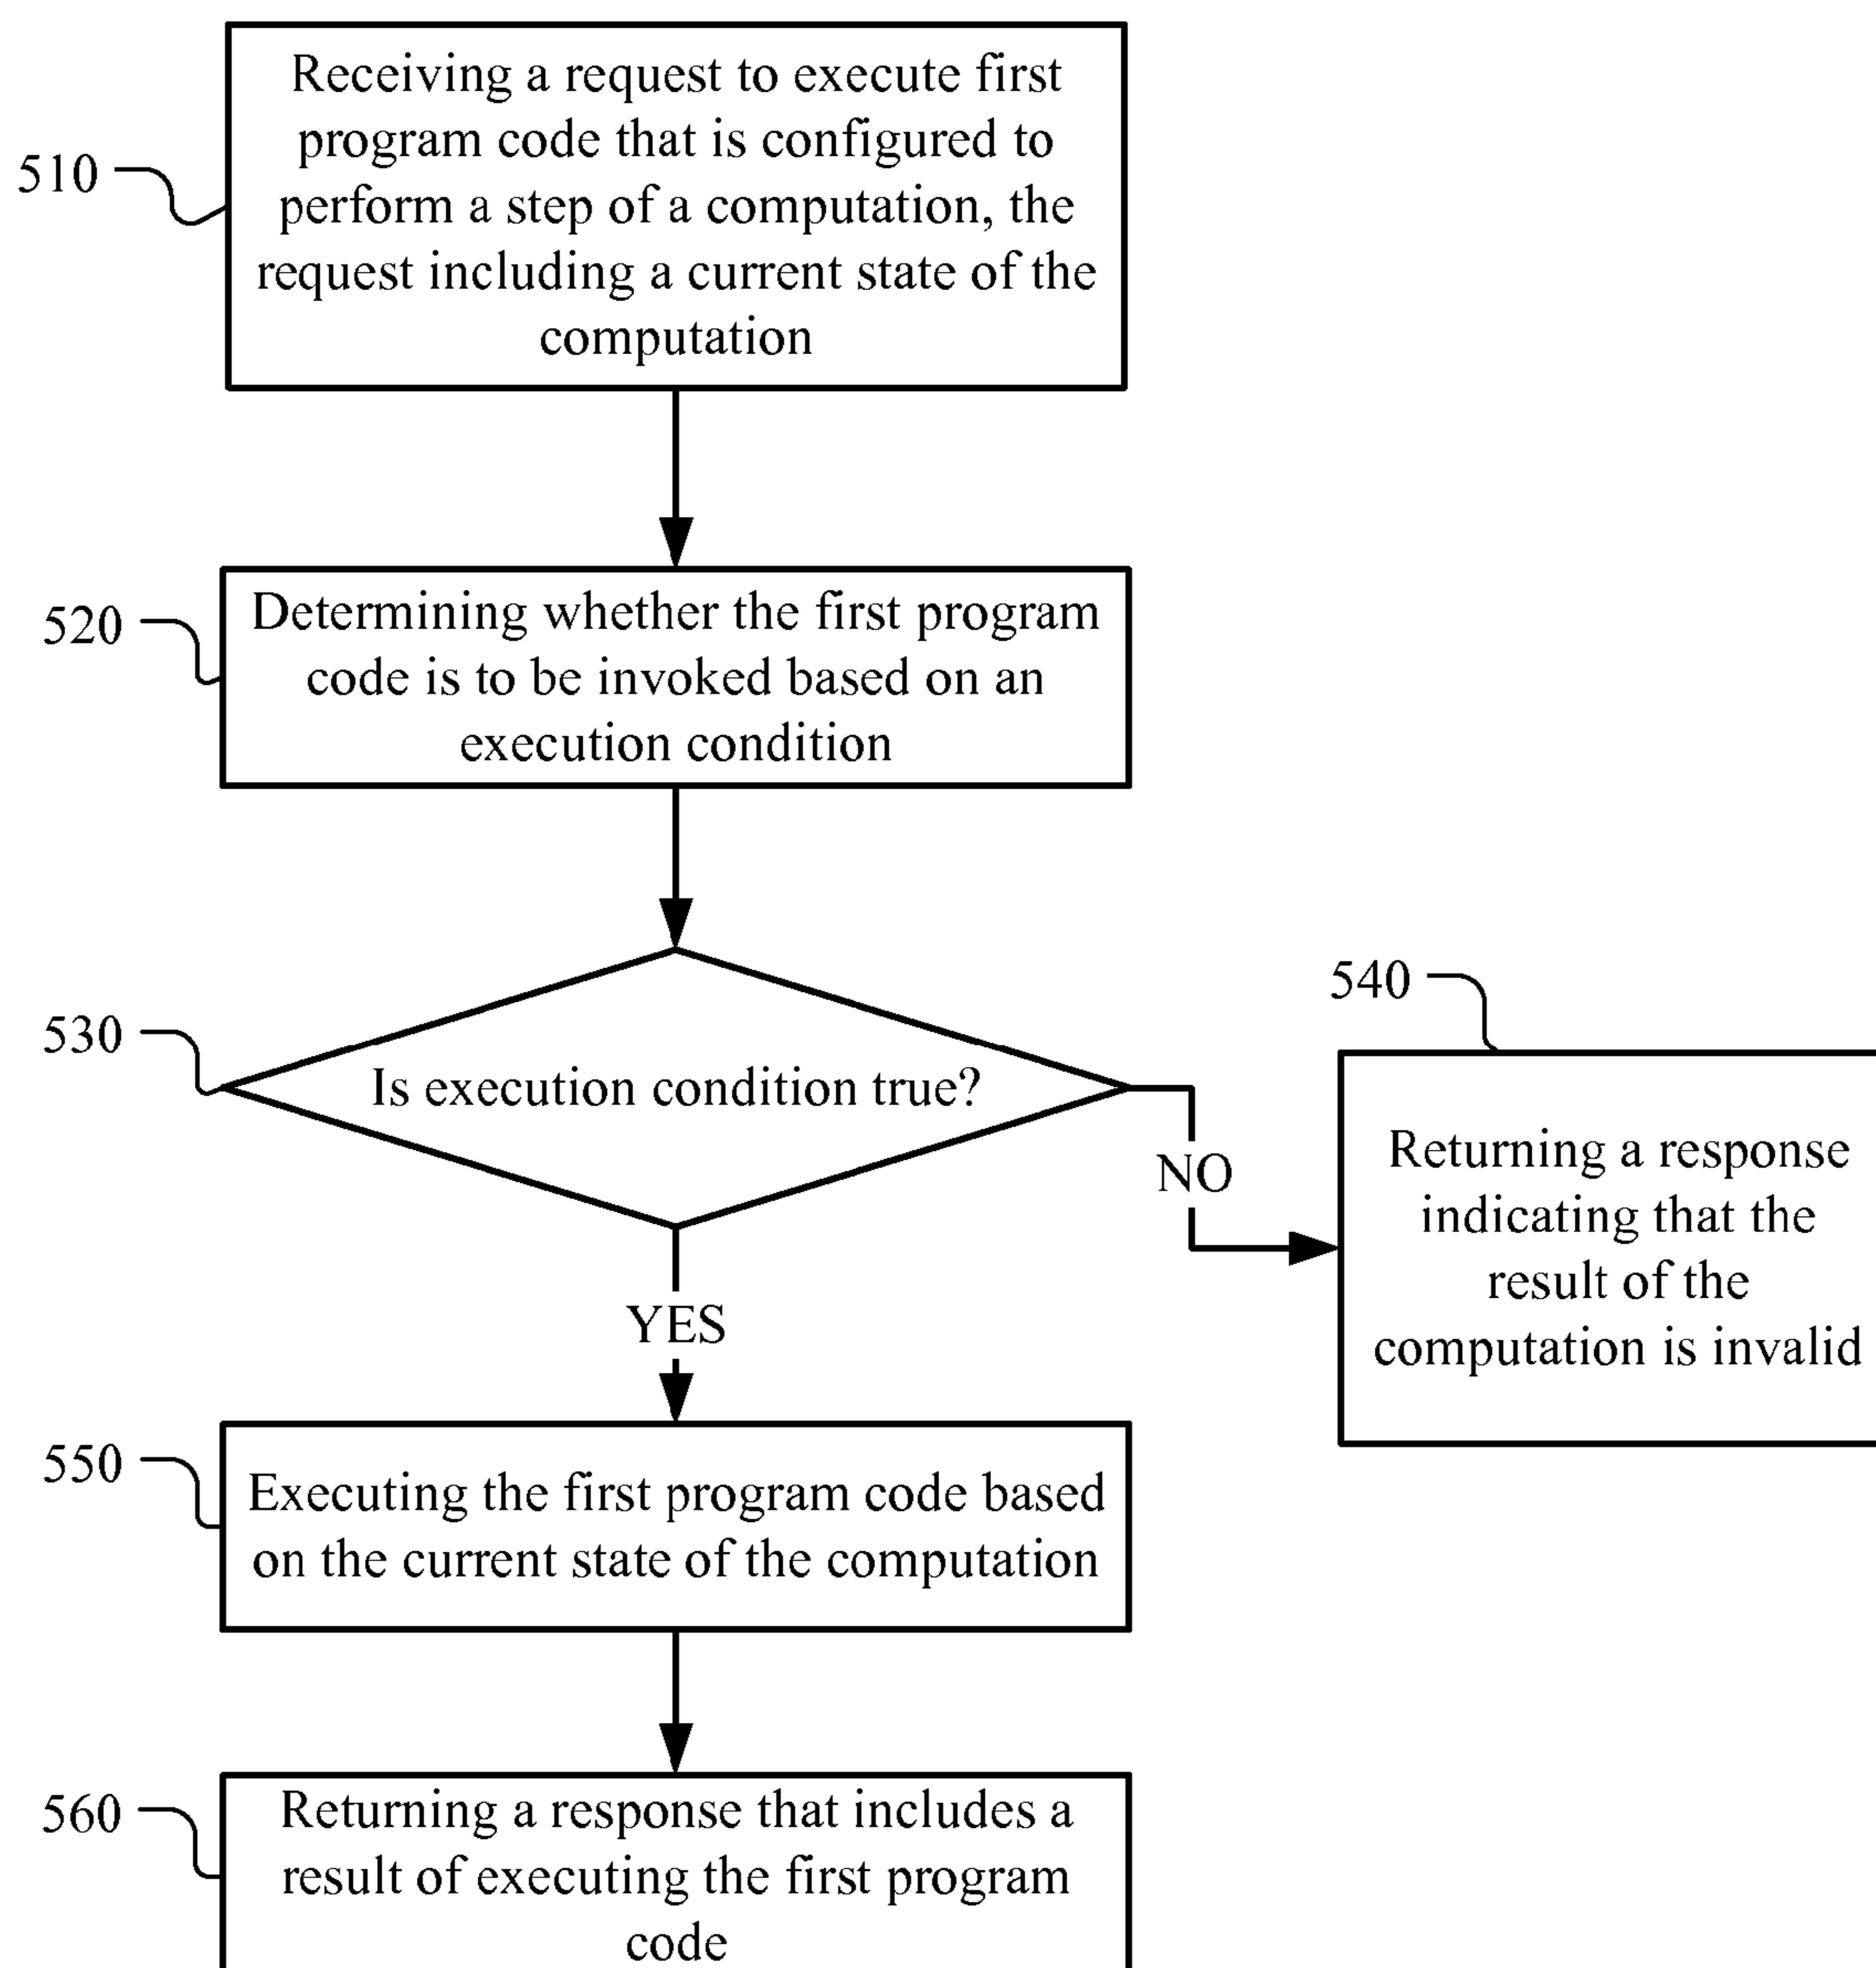 510
Receiving a request to execute first
program code that is configured to
perform a step of a computation, the
request including a current state of the
computation
520
Determining whether the first program
code is to be invoked based on an
execution condition
530
Is execution condition true?
NO
540
Returning a response
indicating that the
result of the
computation is invalid
YES
550
Executing the first program code based
on the current state of the computation
560
Returning a response that includes a
result of executing the first program
code